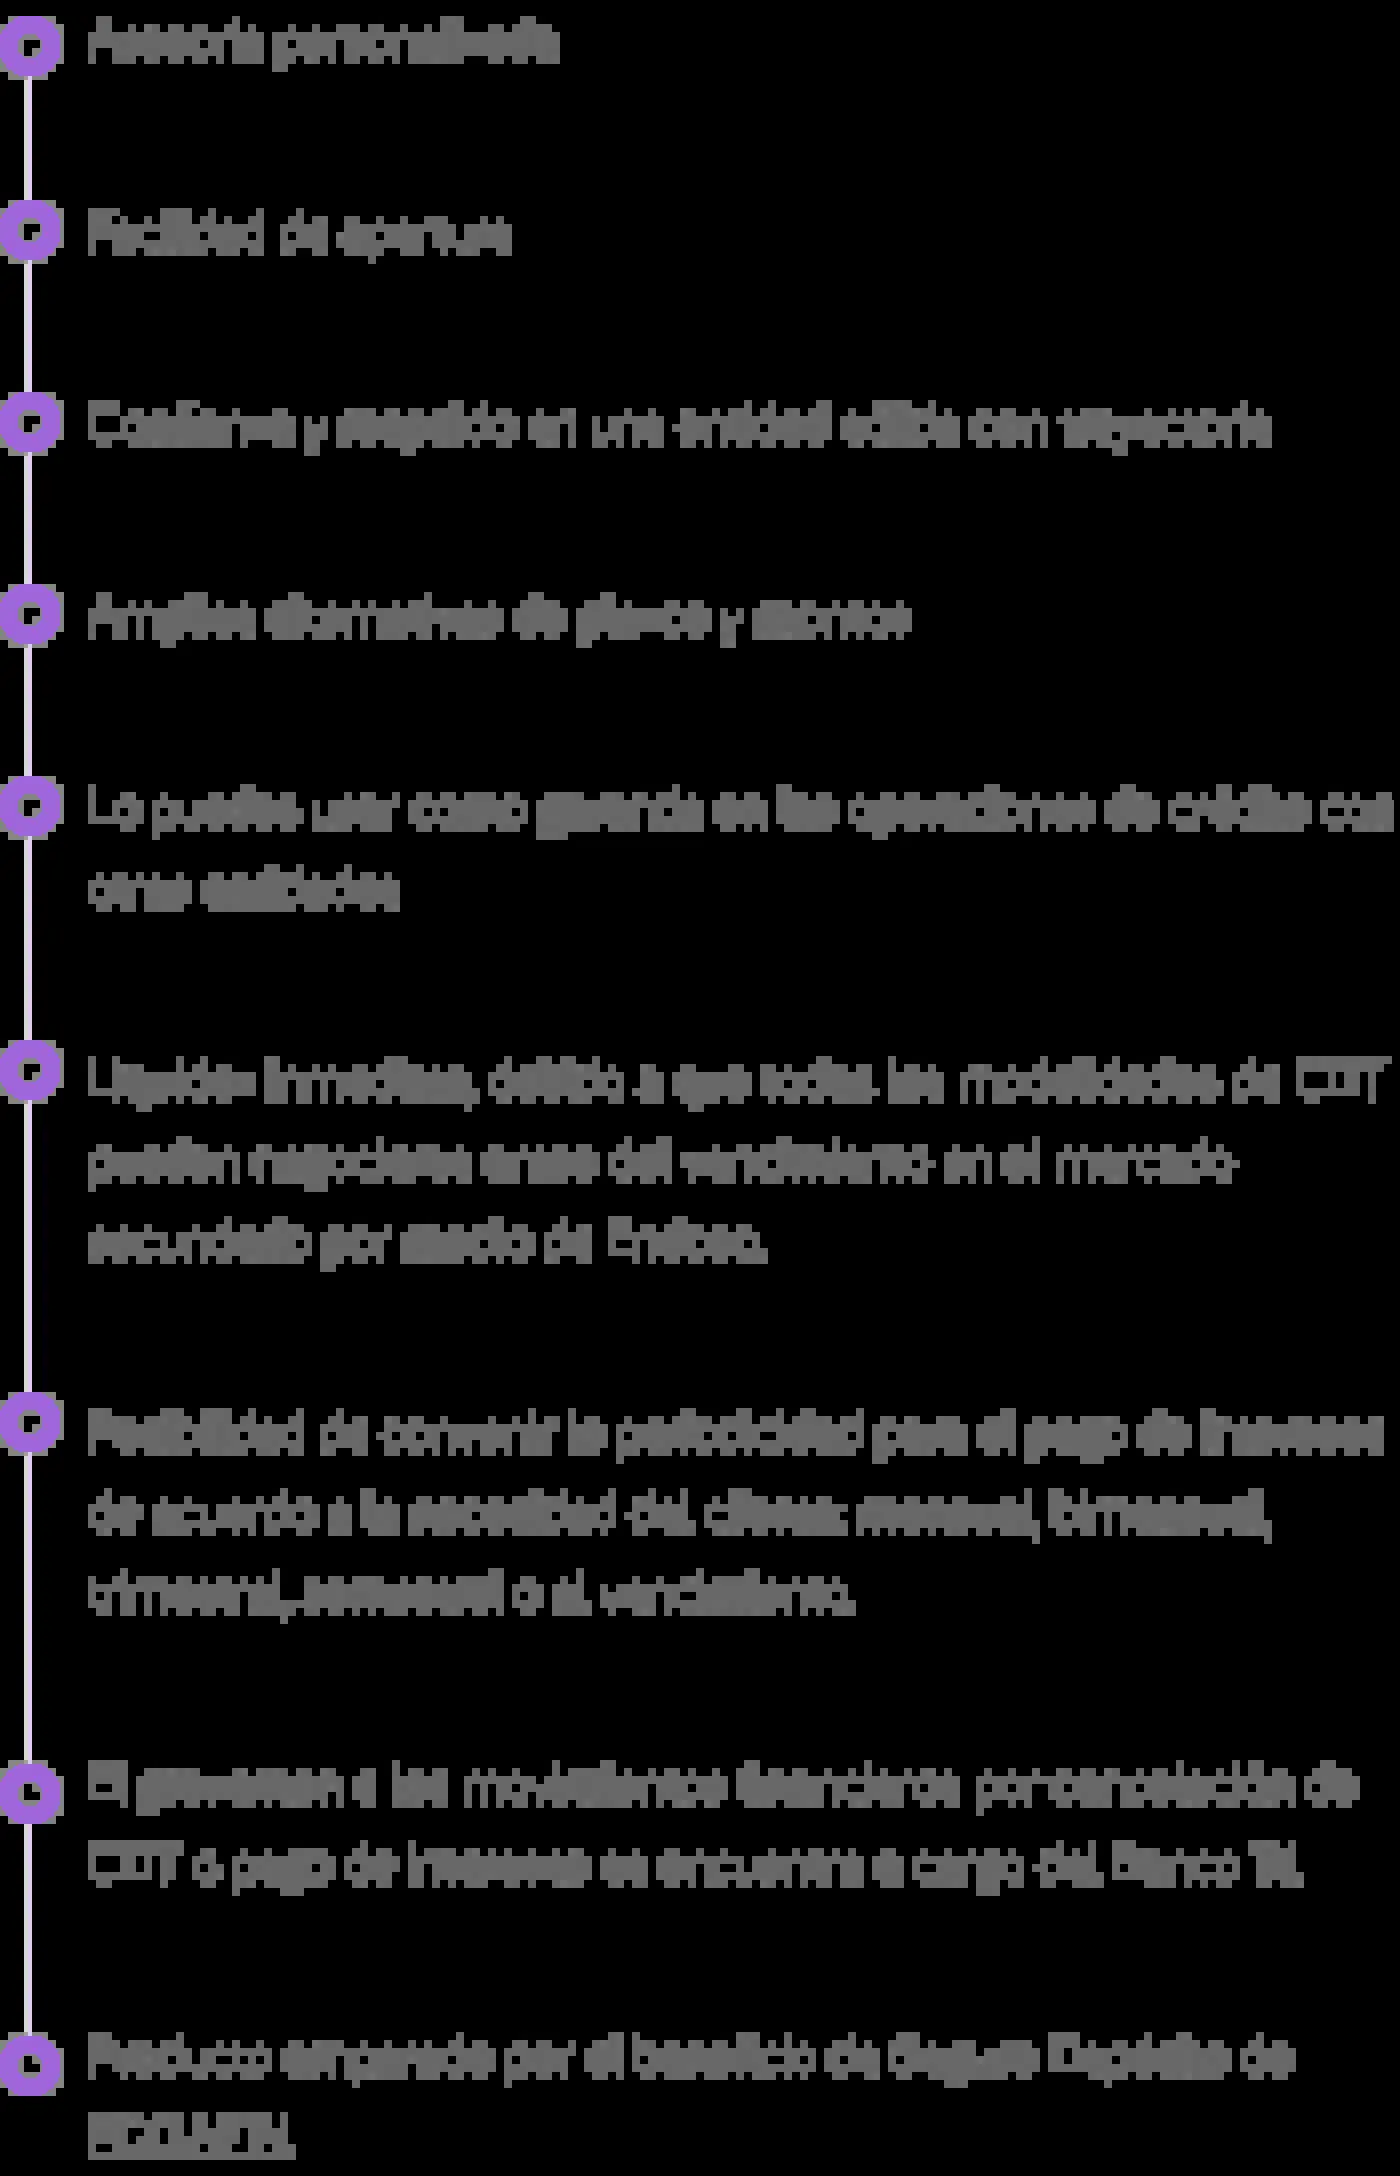 Asesoría personalizada
Facilidad de apertura
Confianza y respaldo en una entidad sólida con trayectoria
Amplias alternativas de plazos y montos
Lo puedes usar como garantía en las operaciones de crédito con
otras entidades
Liquidez inmediata, debido a que todas las modalidades de CDT
pueden negociarse antes del vencimiento en el mercado
secundario por medio de Endoso.
Posibilidad de convenir la periodicidad para el pago de intereses
de acuerdo a la necesidad del cliente: mensual, bimensual,
trimestral, semestral o al vencimiento.
El gravamen a los movimientos financieros por cancelación de
CDT o pago de intereses se encuentra a cargo del Banco
Producto amparado por el beneficio de Seguro Depósito de